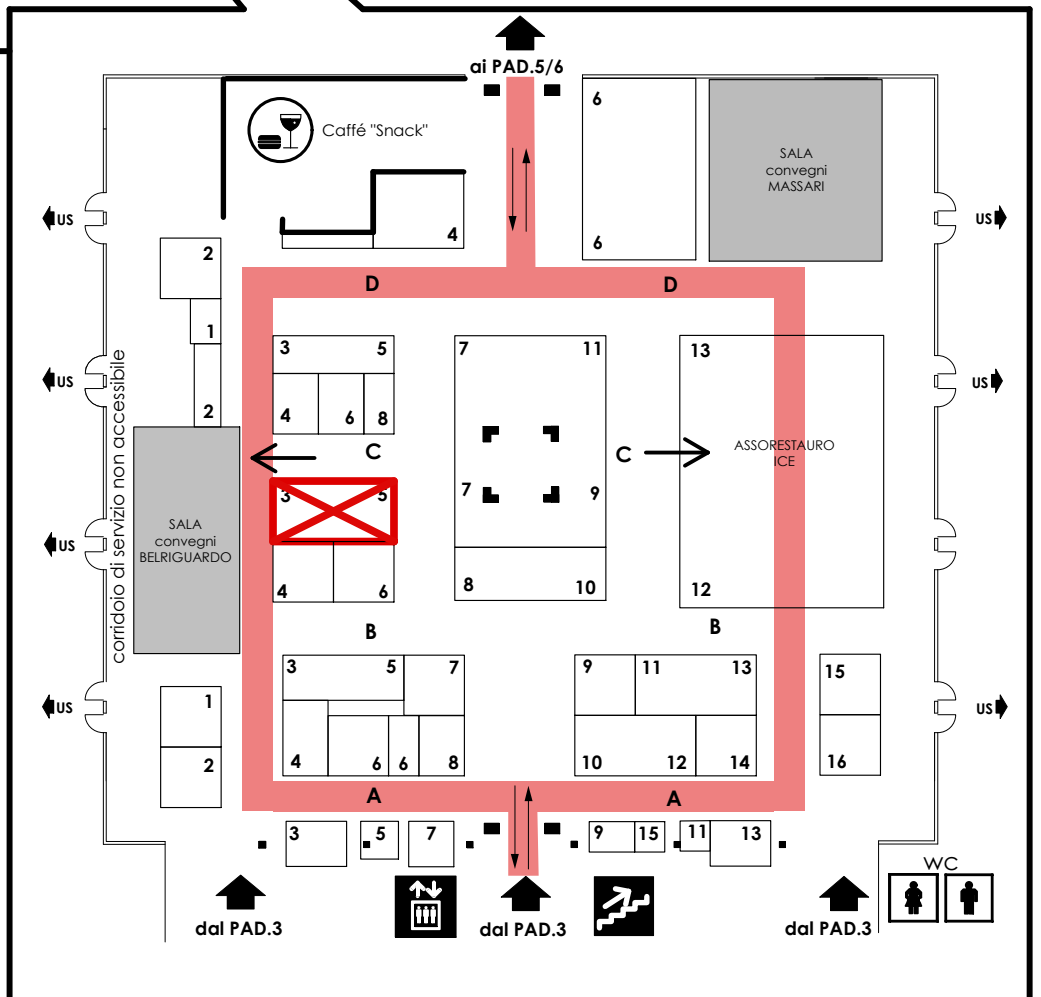 ai PAD.5/6
Caffé "Snack"
6
SALA
convegni
MASSARI
US
US
4
6
2
D
D
1
3
5
7
11
13
US
US
2
4
6
8
C
C
ASSORESTAURO
ICE
corridoio di servizio non accessibile
3
5
7
9
SALA
convegni
BELRIGUARDO
US
4
6
8
10
12
B
B
3
5
7
9
11
13
15
1
US
US
4
6
6
8
10
12
14
16
2
A
A
3
5
7
9
15
11
13
WC
dal PAD.3
dal PAD.3
dal PAD.3